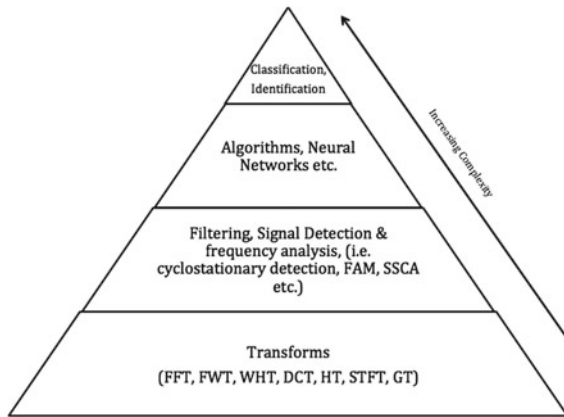 Classification,
Identification
Increasing Complexity
Algorithms, Neural
Networks etc.
Filtering, Signal Detection &
frequency analysis, (i.e.
cyclostationary detection, FAM, SSCA
etc.)
Transforms
(FFT, FWT, WHT, DCT, HT, STFT, GT)